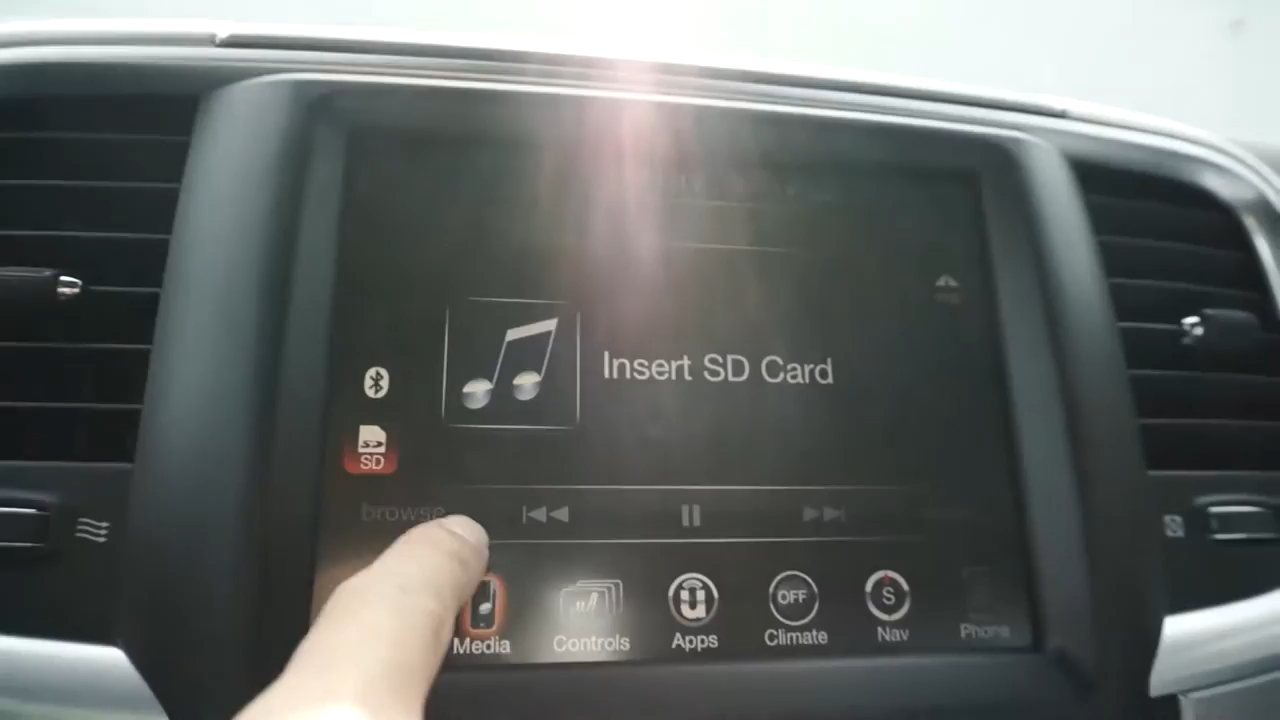 Insert SD Card
SD
browse
Media
Controls
Apps
OFF
Climate
S
Nav
Phone